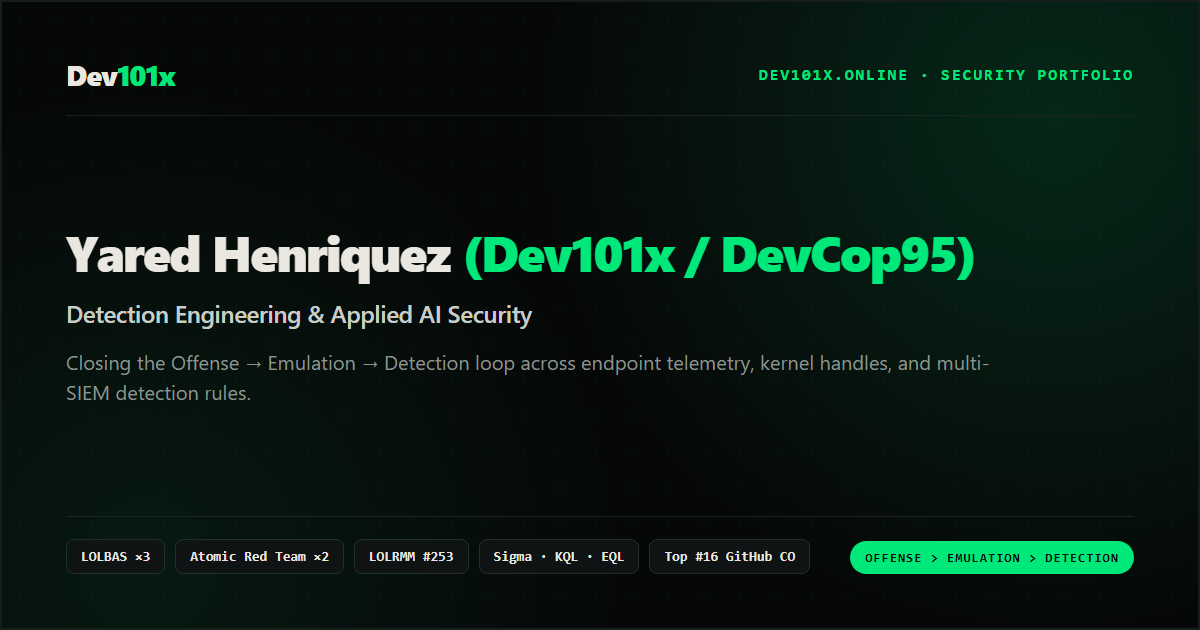 Dev101x
DEV101X.ONLINE · SECURITY PORTFOLIO
Yared Henriquez (Dev101x / DevCop95)
Detection Engineering & Applied AI Security
Closing the Offense → Emulation → Detection loop across endpoint telemetry, kernel handles, and multi-
SIEM detection rules.
LOLBAS ×3
Atomic Red Team ×2
LOLRMM #253
Sigma · KQL · EQL
Top #16 GitHub CO
OFFENSE > EMULATION > DETECTION